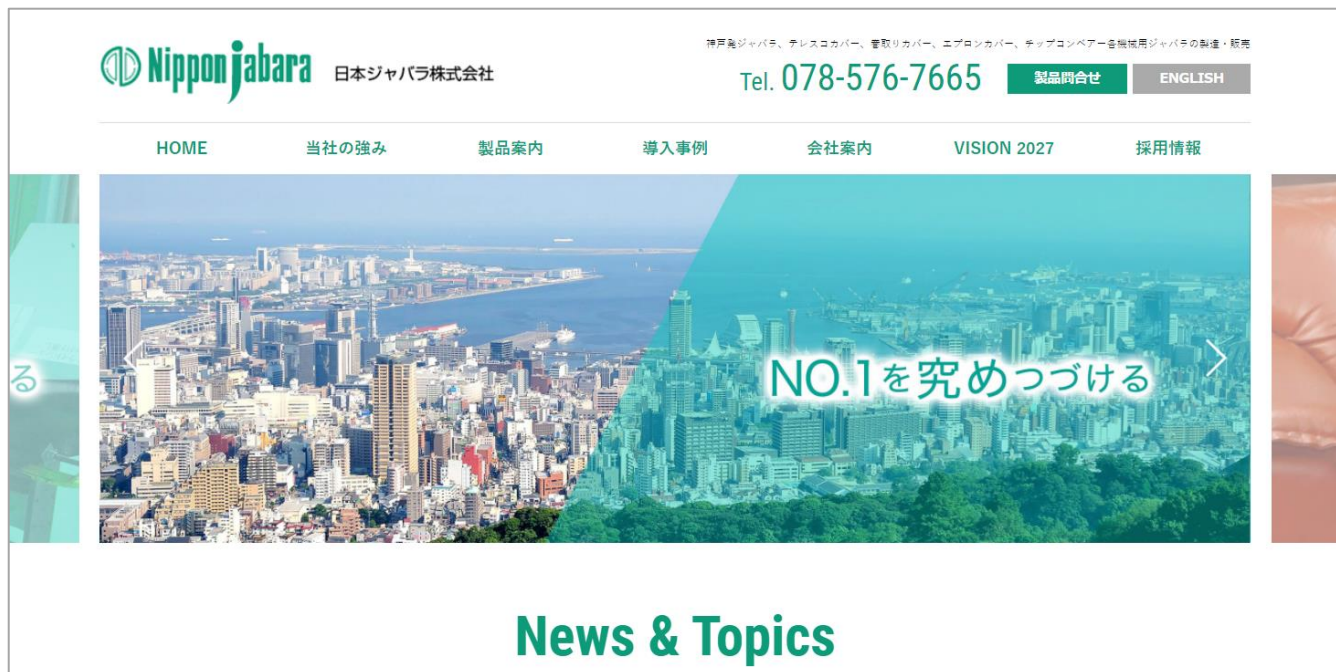 Nippon jabara 日本ジャバラ株式会社
神戸発ジャバラ、テレスコカバー、巻取りカバー、エプロンカバー、チップコンベアー各機械用ジャバラの製造・販売
Tel. 078-576-7665 製品問合せ ENGLISH
HOME 当社の強み 製品案内 導入事例 会社案内 VISION 2027 採用情報
る
NO.1を究めつづける
News & Topics